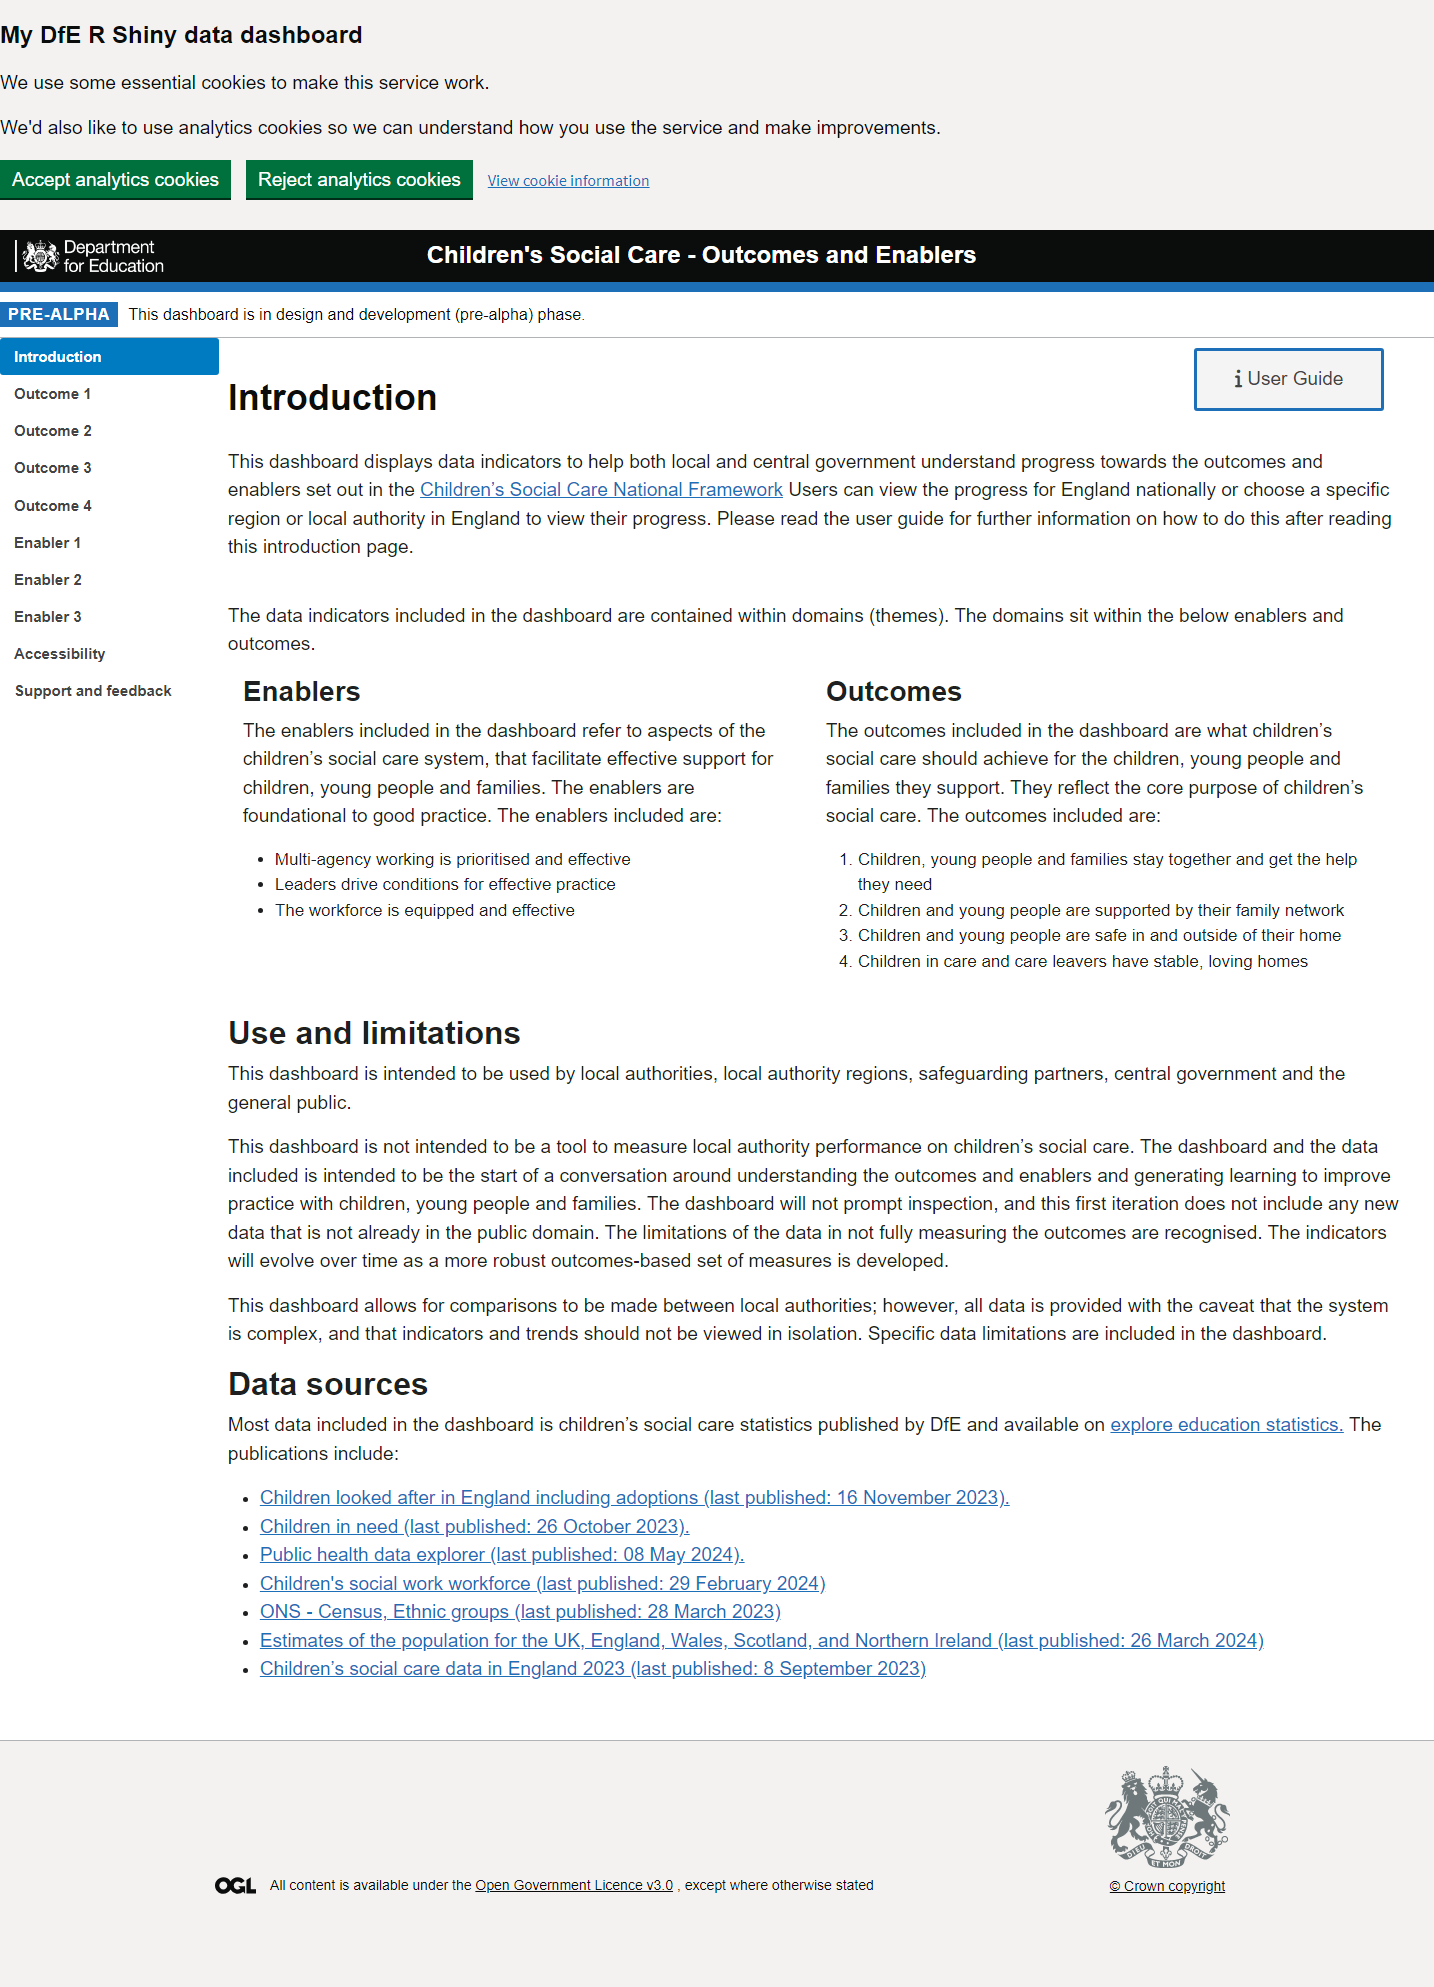 My DfE R Shiny data dashboard
We use some essential cookies to make this service work.
We'd also like to use analytics cookies so we can understand how you use the service and make improvements.
Accept analytics cookies Reject analytics cookies View cookie information
Department
for Education
Children's Social Care - Outcomes and Enablers
PRE-ALPHA This dashboard is in design and development (pre-alpha) phase.
Introduction
Outcome 1
Outcome 2
Outcome 3
Outcome 4
Enabler 1
Enabler 2
Enabler 3
Accessibility
Support and feedback
User Guide
Introduction
This dashboard displays data indicators to help both local and central government understand progress towards the outcomes and
enablers set out in the Children’s Social Care National Framework Users can view the progress for England nationally or choose a specific
region or local authority in England to view their progress. Please read the user guide for further information on how to do this after reading
this introduction page.
The data indicators included in the dashboard are contained within domains (themes). The domains sit within the below enablers and
outcomes.
Enablers
The enablers included in the dashboard refer to aspects of the
children’s social care system, that facilitate effective support for
children, young people and families. The enablers are
foundational to good practice. The enablers included are:
• Multi-agency working is prioritised and effective
• Leaders drive conditions for effective practice
• The workforce is equipped and effective
Outcomes
The outcomes included in the dashboard are what children’s
social care should achieve for the children, young people and
families they support. They reflect the core purpose of children’s
social care. The outcomes included are:
1. Children, young people and families stay together and get the help
they need
2. Children and young people are supported by their family network
3. Children and young people are safe in and outside of their home
4. Children in care and care leavers have stable, loving homes
Use and limitations
This dashboard is intended to be used by local authorities, local authority regions, safeguarding partners, central government and the
general public.
This dashboard is not intended to be a tool to measure local authority performance on children’s social care. The dashboard and the data
included is intended to be the start of a conversation around understanding the outcomes and enablers and generating learning to improve
practice with children, young people and families. The dashboard will not prompt inspection, and this first iteration does not include any new
data that is not already in the public domain. The limitations of the data in not fully measuring the outcomes are recognised. The indicators
will evolve over time as a more robust outcomes-based set of measures is developed.
This dashboard allows for comparisons to be made between local authorities; however, all data is provided with the caveat that the system
is complex, and that indicators and trends should not be viewed in isolation. Specific data limitations are included in the dashboard.
Data sources
Most data included in the dashboard is children’s social care statistics published by DfE and available on explore education statistics. The
publications include:
• Children looked after in England including adoptions (last published: 16 November 2023).
• Children in need (last published: 26 October 2023).
• Public health data explorer (last published: 08 May 2024).
• Children's social work workforce (last published: 29 February 2024)
• ONS - Census, Ethnic groups (last published: 28 March 2023)
• Estimates of the population for the UK, England, Wales, Scotland, and Northern Ireland (last published: 26 March 2024)
• Children’s social care data in England 2023 (last published: 8 September 2023)
OGL All content is available under the Open Government Licence v3.0 , except where otherwise stated
DIEU ET MON DROIT
© Crown copyright